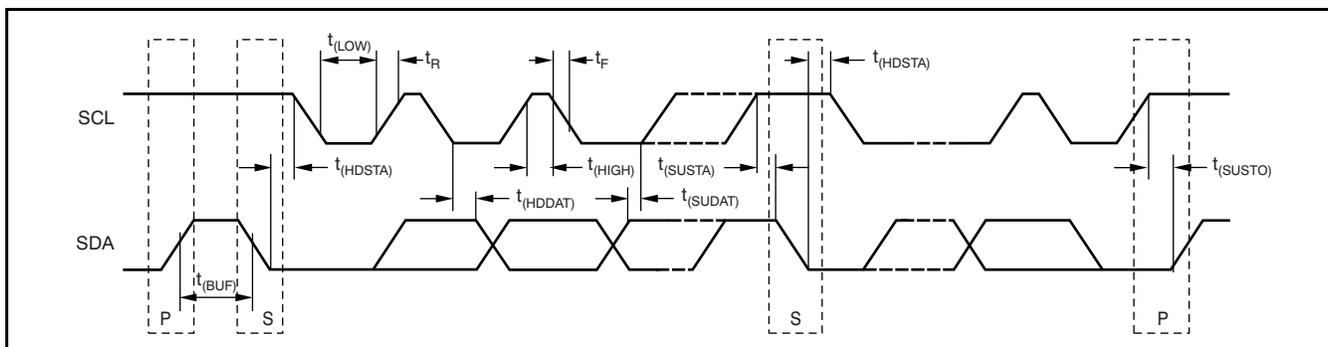 t(LOW)
tR
tF
t(HDSTA)
SCL
t(HDSTA)
t(HIGH)
t(SUSTA)
t(SUSTO)
t(HDDAT)
t(SUDAT)
SDA
t(BUF)
P
S
S
P